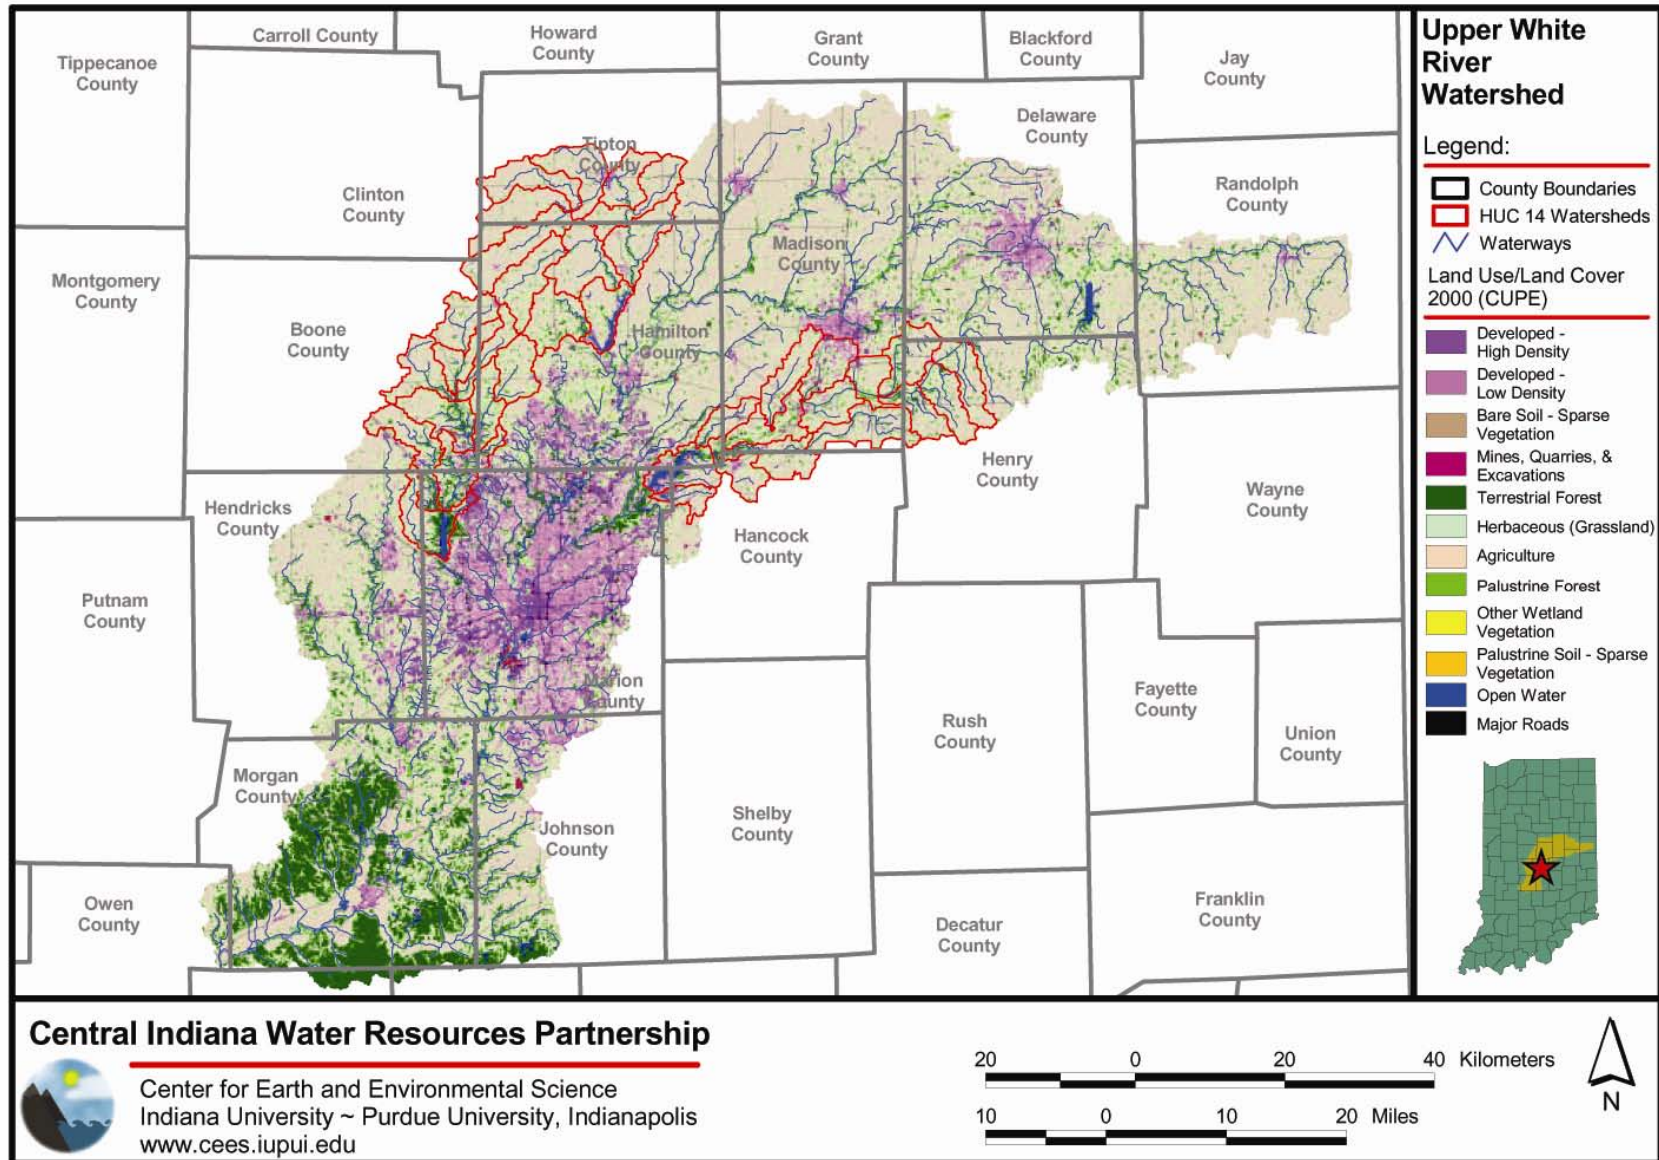 Carroll County
Howard
County
Grant
County
Blackford
County
Jay
County
Tippecanoe
County
Delaware
County
Tipton
County
Clinton
County
Randolph
County
Madison
County
Montgomery
County
Boone
County
Hamilton
County
Henry
County
Wayne
County
Hendricks
County
Hancock
County
Putnam
County
Marion
County
Fayette
County
Rush
County
Union
County
Morgan
County
Shelby
County
Johnson
County
Owen
County
Franklin
County
Decatur
County
Upper White
River
Watershed
Legend:
County Boundaries
HUC 14 Watersheds
Waterways
Land Use/Land Cover
2000 (CUPE)
Developed -
High Density
Developed -
Low Density
Bare Soil - Sparse
Vegetation
Mines, Quarries, &
Excavations
Terrestrial Forest
Herbaceous (Grassland)
Agriculture
Palustrine Forest
Other Wetland
Vegetation
Palustrine Soil - Sparse
Vegetation
Open Water
Major Roads
Central Indiana Water Resources Partnership
Center for Earth and Environmental Science
Indiana University ~ Purdue University, Indianapolis
www.cees.iupui.edu
20 0 20 40 Kilometers
10 0 10 20 Miles
N